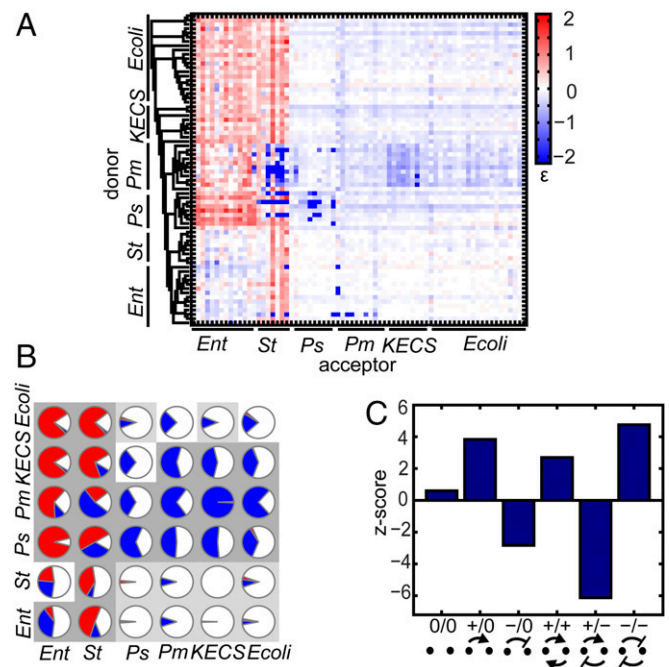 A
donor
Ecoli
KECS
Pm
Ps
St
Ent
2
1
0
−1
−2
ε
Ent St Ps Pm KECS Ecoli
acceptor
B
Ecoli
KECS
Pm
Ps
St
Ent
Ent St Ps Pm KECS Ecoli
C
z-score
6
4
2
0
−2
−4
−6
0/0 +/0 −/0 +/+ +/− −/−